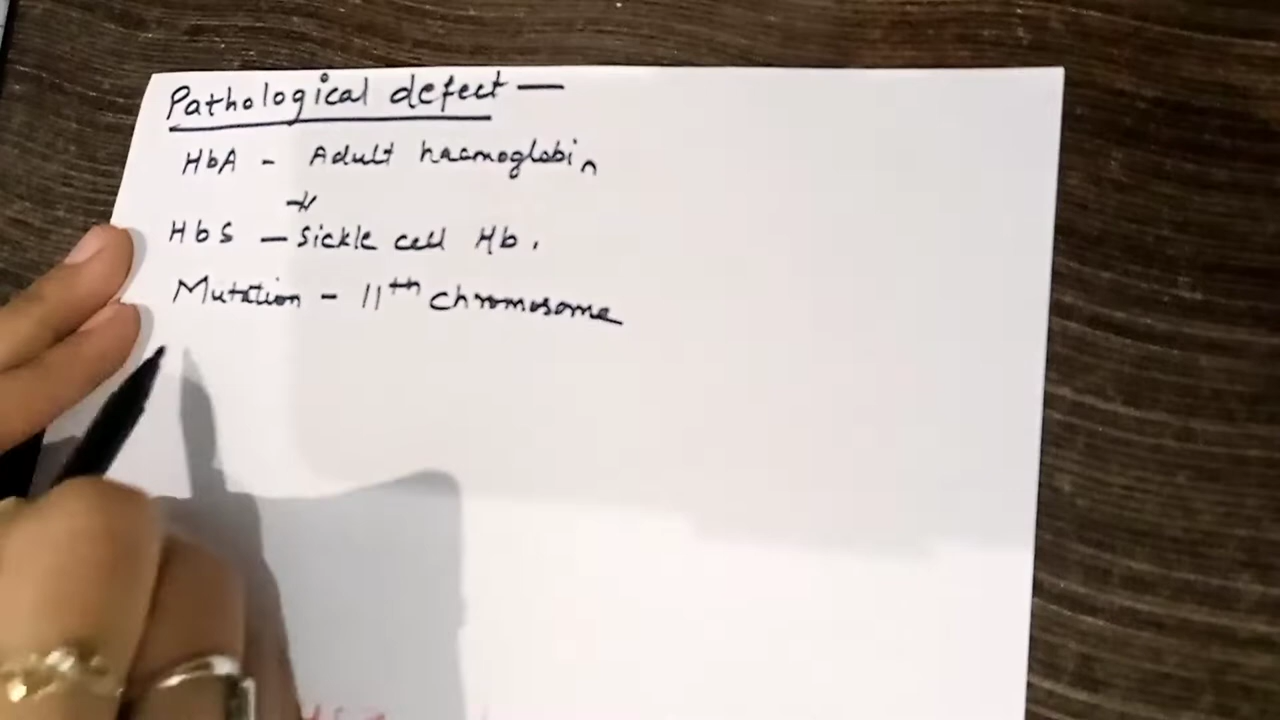 Pathological defect —
HbA - Adult haemoglobin
HbS — Sickle cell Hb.
Mutation - 11th chromosome